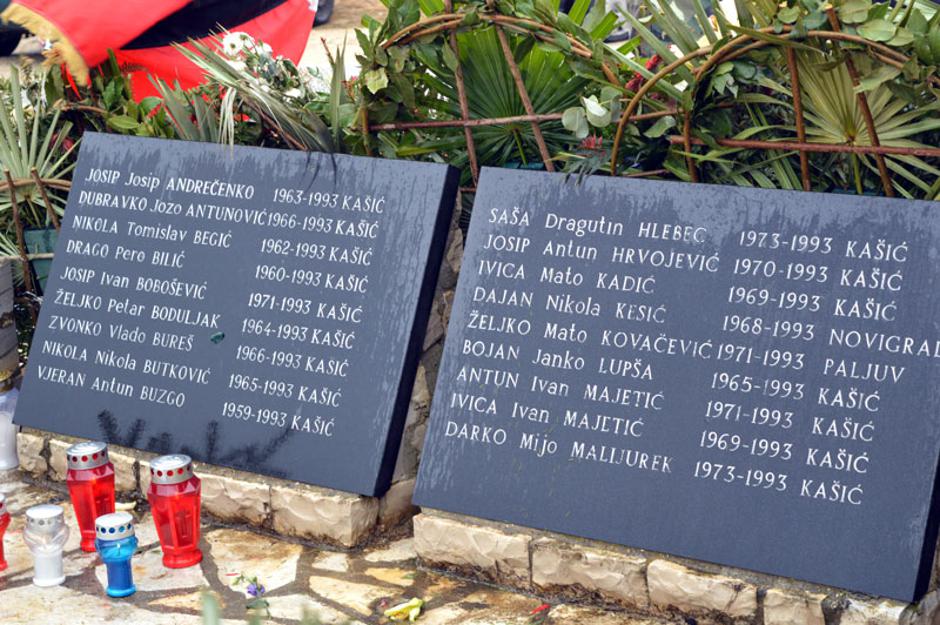 JOSIP Josip ANDREČENKO 1963-1993 KAŠIĆ
DUBRAVKO Jozo ANTUNOVIĆ 1966-1993 KAŠIĆ
NIKOLA Tomislav BEGIĆ 1962-1993 KAŠIĆ
DRAGO Pero BILIĆ 1960-1993 KAŠIĆ
JOSIP Ivan BOBOŠEVIĆ 1971-1993 KAŠIĆ
ŽELJKO Petar BODULJAK 1964-1993 KAŠIĆ
ZVONKO Vlado BUREŠ 1966-1993 KAŠIĆ
NIKOLA Nikola BUTKOVIĆ 1965-1993 KAŠIĆ
VJERAN Antun BUZGO 1959-1993 KAŠIĆ
SAŠA Dragutin HLEBEC 1973-1993 KAŠIĆ
JOSIP Antun HRVOJEVIĆ 1970-1993 KAŠIĆ
IVICA Mato KADIĆ 1969-1993 KAŠIĆ
DAJAN Nikola KESIĆ 1968-1993 NOVIGRAD
ŽELJKO Mato KOVAČEVIĆ 1971-1993 PALJUV
BOJAN Janko LUPŠA 1965-1993 KAŠIĆ
ANTUN Ivan MAJETIĆ 1971-1993 KAŠIĆ
IVICA Ivan MAJETIĆ 1969-1993 KAŠIĆ
DARKO Mijo MALIJUREK 1973-1993 KAŠIĆ